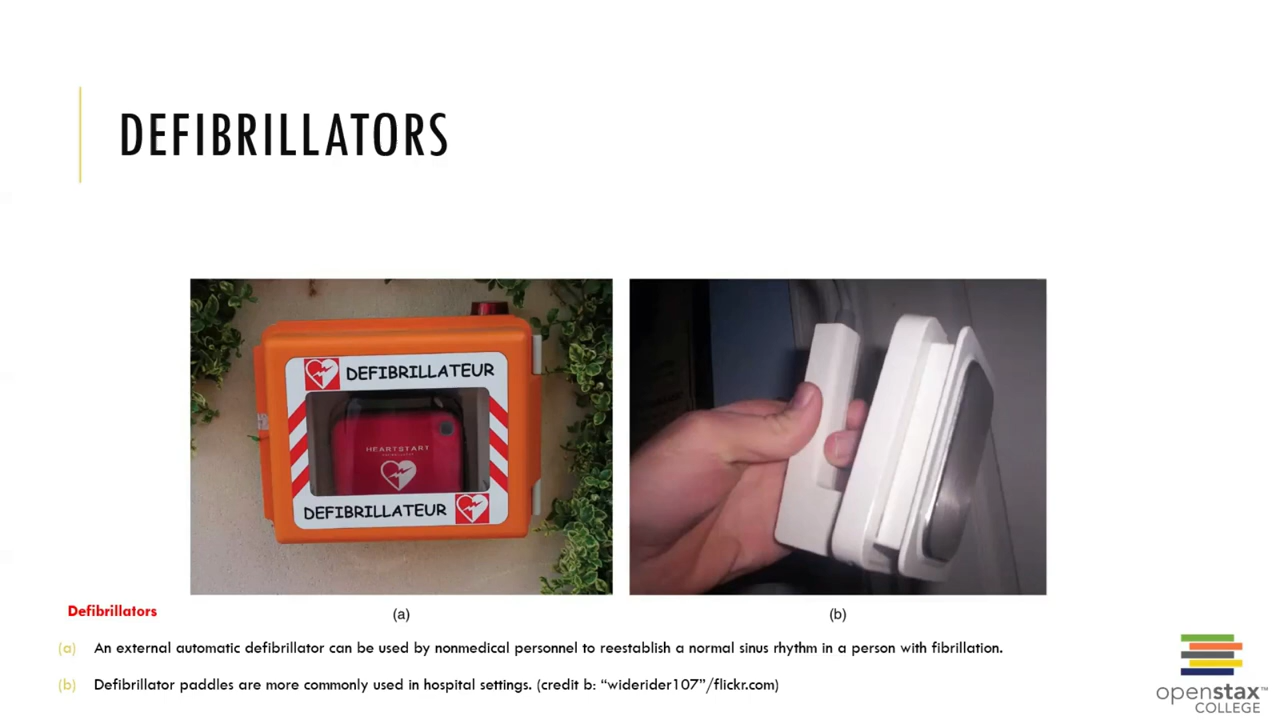 DEFIBRILLATORS
DEFIBRILLATEUR
HEARTSTART
DEFIBRILLATEUR
Defibrillators
(a)
(b)
(a) An external automatic defibrillator can be used by nonmedical personnel to reestablish a normal sinus rhythm in a person with fibrillation.
(b) Defibrillator paddles are more commonly used in hospital settings. (credit b: “widerider107”/flickr.com)
openstax™
COLLEGE